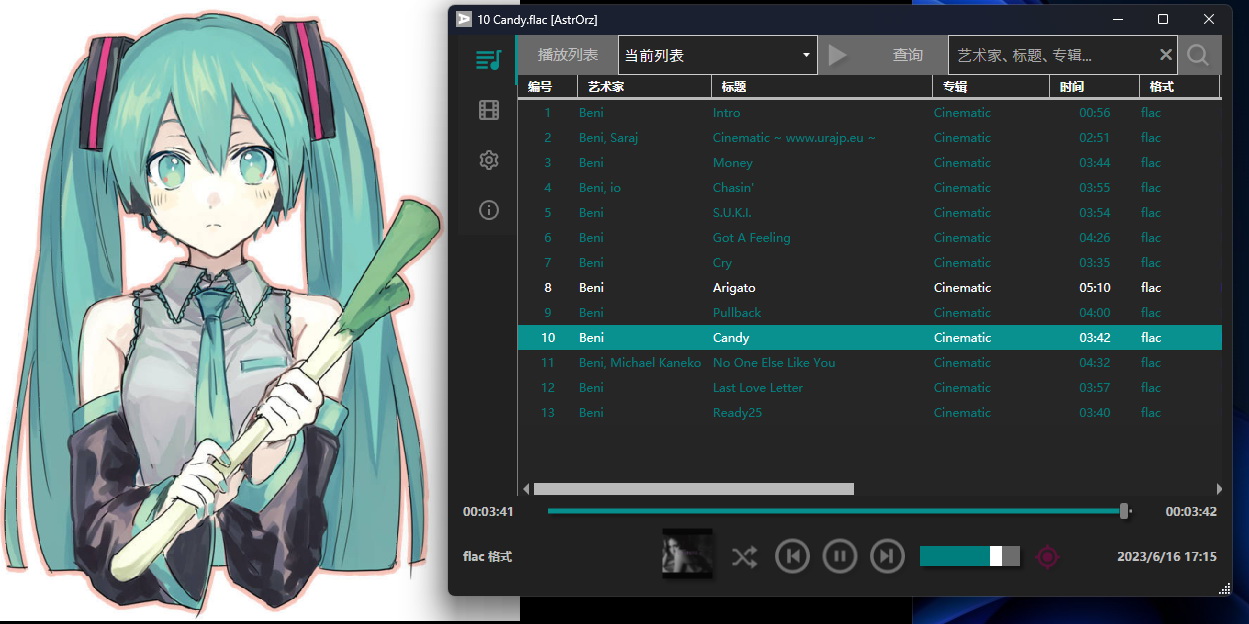 10 Candy.flac [AstrOrz]
播放列表 当前列表 查询 艺术家、标题、专辑...
编号 艺术家 标题 专辑 时间 格式
1 Beni Intro Cinematic 00:56 flac
2 Beni, Saraj Cinematic ~ www.urajp.eu ~ Cinematic 02:51 flac
3 Beni Money Cinematic 03:44 flac
4 Beni, io Chasin' Cinematic 03:55 flac
5 Beni S.U.K.I. Cinematic 03:54 flac
6 Beni Got A Feeling Cinematic 04:26 flac
7 Beni Cry Cinematic 03:35 flac
8 Beni Arigato Cinematic 05:10 flac
9 Beni Pullback Cinematic 04:00 flac
10 Beni Candy Cinematic 03:42 flac
11 Beni, Michael Kaneko No One Else Like You Cinematic 04:32 flac
12 Beni Last Love Letter Cinematic 03:57 flac
13 Beni Ready25 Cinematic 03:40 flac
00:03:41 00:03:42
flac 格式 2023/6/16 17:15